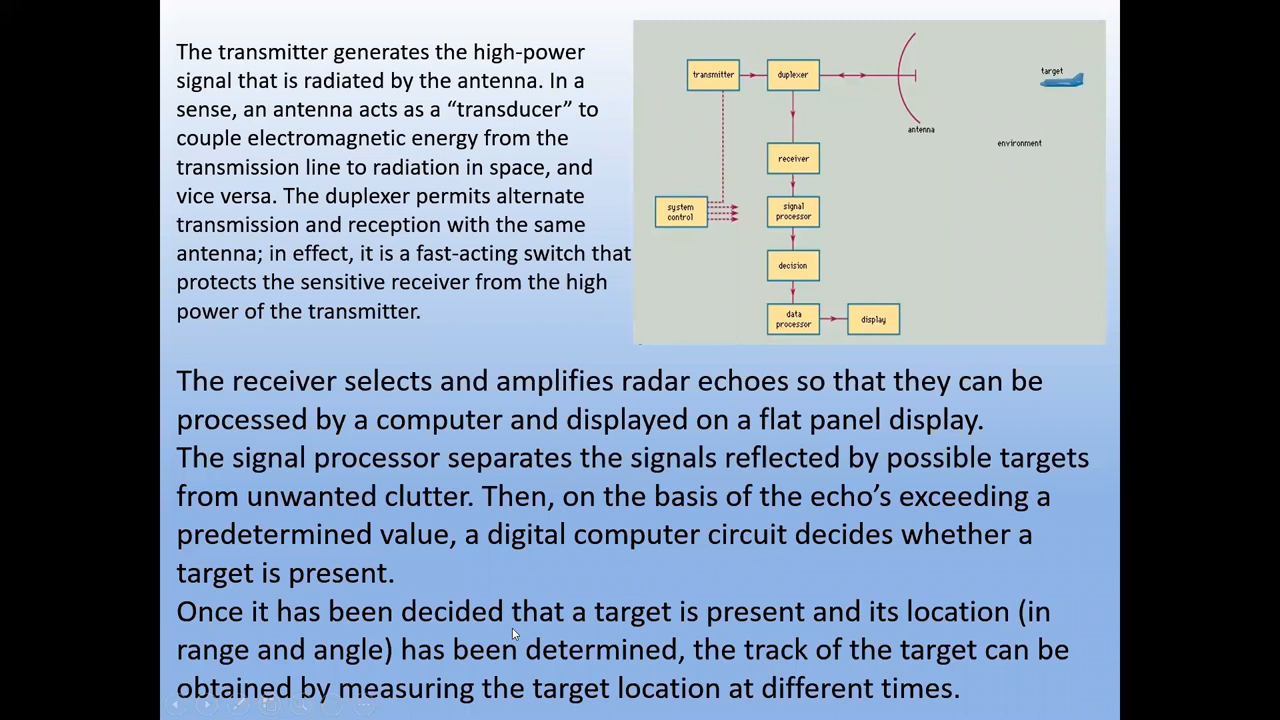 The transmitter generates the high-power
signal that is radiated by the antenna. In a
sense, an antenna acts as a “transducer” to
couple electromagnetic energy from the
transmission line to radiation in space, and
vice versa. The duplexer permits alternate
transmission and reception with the same
antenna; in effect, it is a fast-acting switch that
protects the sensitive receiver from the high
power of the transmitter.
transmitter
duplexer
target
antenna
environment
receiver
system
control
signal
processor
decision
data
processor
display
The receiver selects and amplifies radar echoes so that they can be
processed by a computer and displayed on a flat panel display.
The signal processor separates the signals reflected by possible targets
from unwanted clutter. Then, on the basis of the echo’s exceeding a
predetermined value, a digital computer circuit decides whether a
target is present.
Once it has been decided that a target is present and its location (in
range and angle) has been determined, the track of the target can be
obtained by measuring the target location at different times.